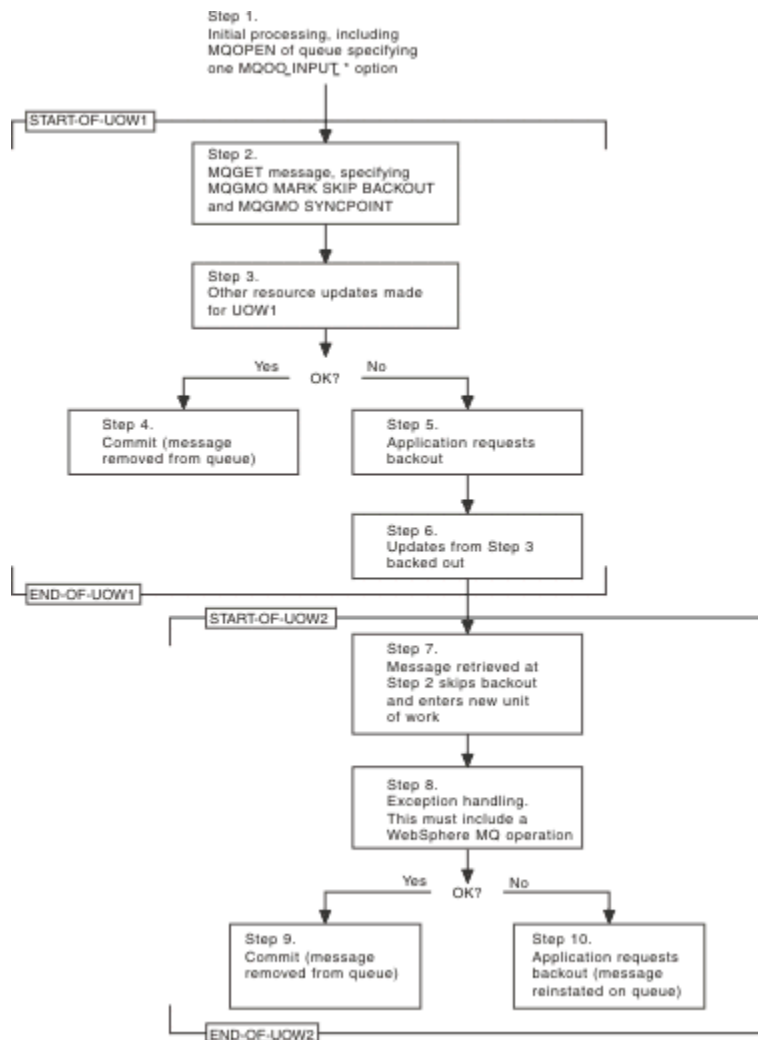 Step 1.
Initial processing, including
MQOPEN of queue specifying
one MQOO_INPUT_* option
START-OF-UOW1
Step 2.
MQGET message, specifying
MQGMO MARK SKIP BACKOUT
and MQGMO SYNCPOINT
Step 3.
Other resource updates made
for UOW1
Yes
OK?
No
Step 4.
Commit (message
removed from queue)
Step 5.
Application requests
backout
Step 6.
Updates from Step 3
backed out
END-OF-UOW1
START-OF-UOW2
Step 7.
Message retrieved at
Step 2 skips backout
and enters new unit
of work
Step 8.
Exception handling.
This must include a
WebSphere MQ operation
Yes
OK?
No
Step 9.
Commit (message
removed from queue)
Step 10.
Application requests
backout (message
reinstated on queue)
END-OF-UOW2